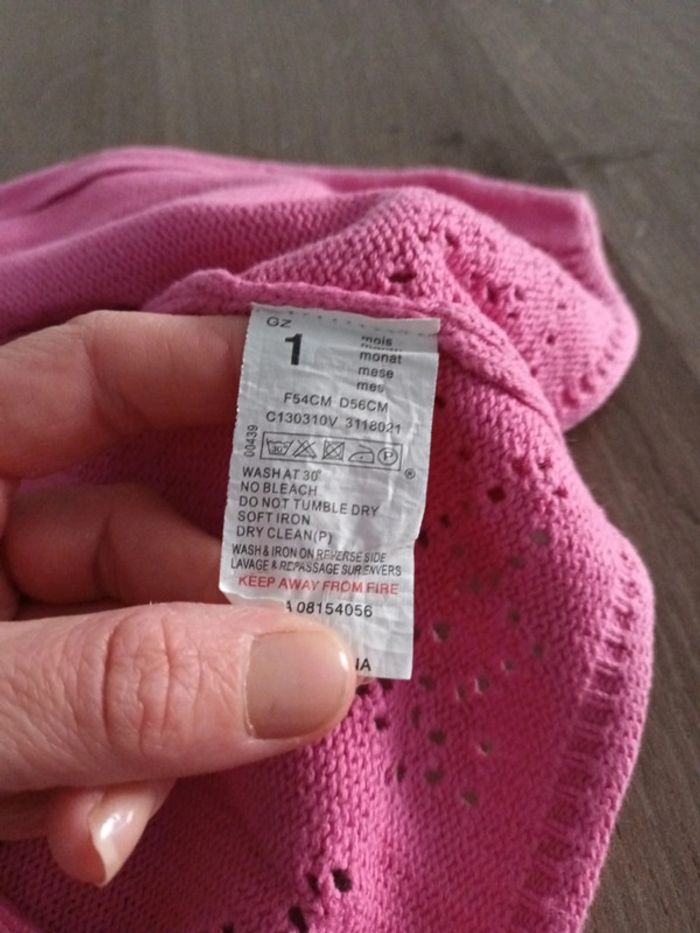 GZ
1
mois
monat
mese
mes
F54CM D56CM
C130310V 3118021
00439
30°
P
®
WASH AT 30°
NO BLEACH
DO NOT TUMBLE DRY
SOFT IRON
DRY CLEAN(P)
WASH & IRON ON REVERSE SIDE
LAVAGE & REPASSAGE SUR ENVERS
KEEP AWAY FROM FIRE
A 08154056